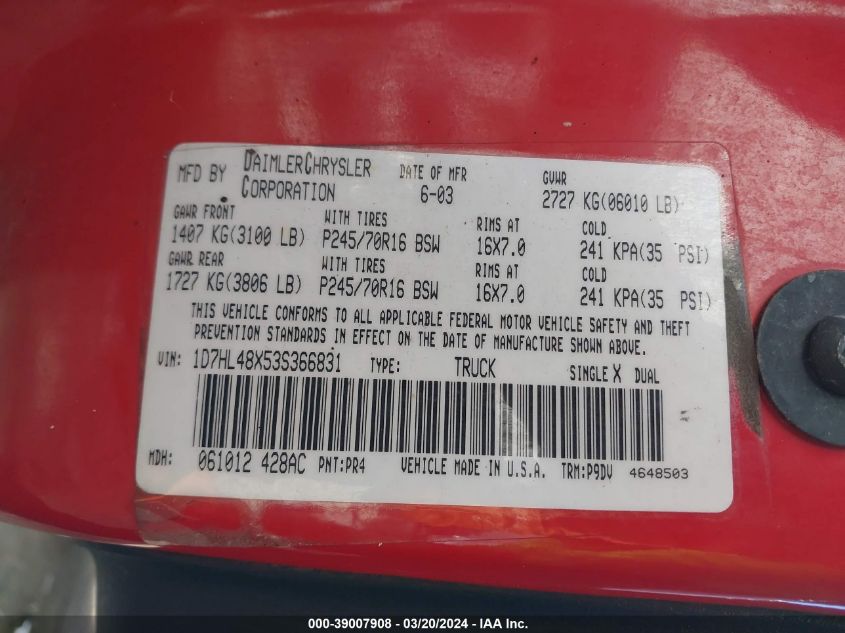 MFD BY DAIMLERCHRYSLER CORPORATION DATE OF MFR 6-03 GVWR 2727 KG(06010 LB)
GAWR FRONT WITH TIRES RIMS AT COLD
1407 KG(3100 LB) P245/70R16 BSW 16X7.0 241 KPA(35 PSI)
GAWR REAR WITH TIRES RIMS AT COLD
1727 KG(3806 LB) P245/70R16 BSW 16X7.0 241 KPA(35 PSI)
THIS VEHICLE CONFORMS TO ALL APPLICABLE FEDERAL MOTOR VEHICLE SAFETY AND THEFT
PREVENTION STANDARDS IN EFFECT ON THE DATE OF MANUFACTURE SHOWN ABOVE.
VIN: 1D7HL48X53S366831 TYPE: TRUCK SINGLE X DUAL
MDH: 061012 428AC PNT:PR4 VEHICLE MADE IN U.S.A. TRM:P9DV 4648503
000-39007908 - 03/20/2024 - IAA Inc.